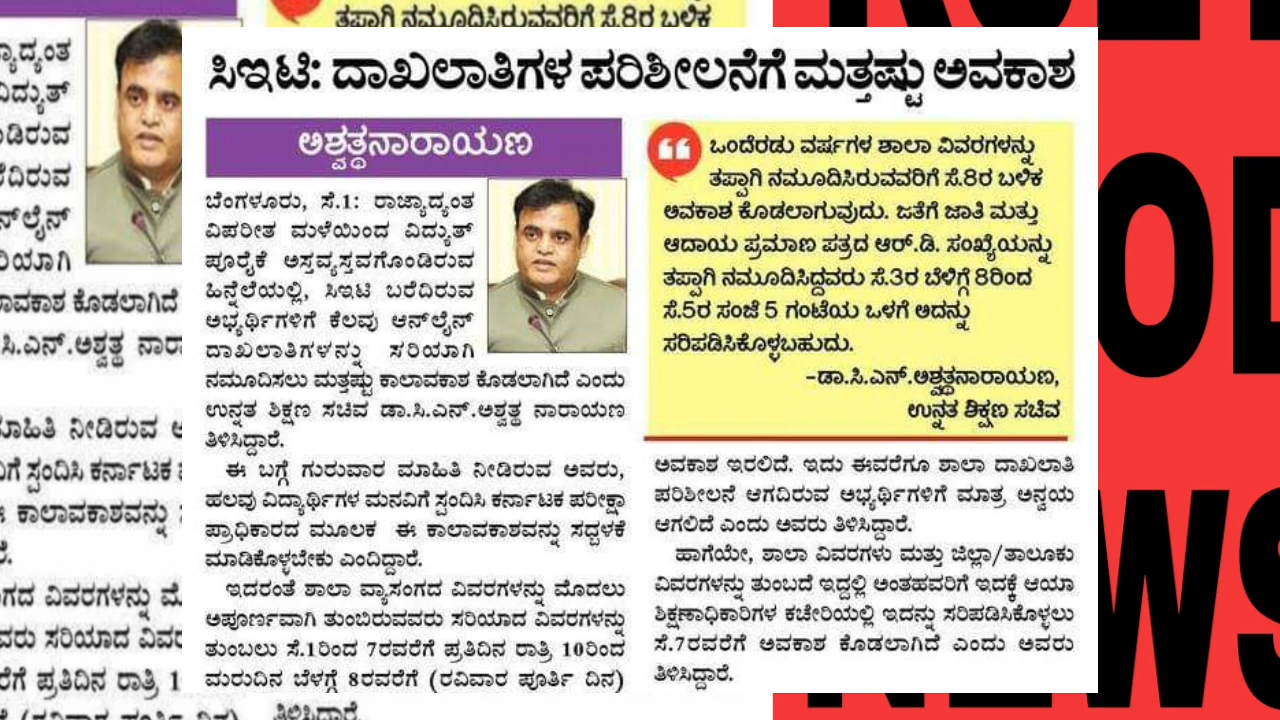 ಸಿಇಟಿ: ದಾಖಲಾತಿಗಳ ಪರಿಶೀಲನೆಗೆ ಮತ್ತಷ್ಟು ಅವಕಾಶ
ಅಶ್ವತ್ಥನಾರಾಯಣ
ಬೆಂಗಳೂರು, ಸೆ.1: ರಾಜ್ಯಾದ್ಯಂತ
ವಿಪರೀತ ಮಳೆಯಿಂದ ವಿದ್ಯುತ್
ಪೂರೈಕೆ ಅಸ್ತವ್ಯಸ್ತವಗೊಂಡಿರುವ
ಹಿನ್ನೆಲೆಯಲ್ಲಿ, ಸಿಇಟಿ ಬರೆದಿರುವ
ಅಭ್ಯರ್ಥಿಗಳಿಗೆ ಕೆಲವು ಆನ್‌ಲೈನ್
ದಾಖಲಾತಿಗಳನ್ನು ಸರಿಯಾಗಿ
ನಮೂದಿಸಲು ಮತ್ತಷ್ಟು ಕಾಲಾವಕಾಶ ಕೊಡಲಾಗಿದೆ ಎಂದು
ಉನ್ನತ ಶಿಕ್ಷಣ ಸಚಿವ ಡಾ.ಸಿ.ಎನ್.ಅಶ್ವತ್ಥ ನಾರಾಯಣ
ತಿಳಿಸಿದ್ದಾರೆ.
ಈ ಬಗ್ಗೆ ಗುರುವಾರ ಮಾಹಿತಿ ನೀಡಿರುವ ಅವರು,
ಹಲವು ವಿದ್ಯಾರ್ಥಿಗಳ ಮನವಿಗೆ ಸ್ಪಂದಿಸಿ ಕರ್ನಾಟಕ ಪರೀಕ್ಷಾ
ಪ್ರಾಧಿಕಾರದ ಮೂಲಕ ಈ ಕಾಲಾವಕಾಶವನ್ನು ಸದ್ಬಳಕೆ
ಮಾಡಿಕೊಳ್ಳಬೇಕು ಎಂದಿದ್ದಾರೆ.
ಇದರಂತೆ ಶಾಲಾ ವ್ಯಾಸಂಗದ ವಿವರಗಳನ್ನು ಮೊದಲು
ಅಪೂರ್ಣವಾಗಿ ತುಂಬಿರುವವರು ಸರಿಯಾದ ವಿವರಗಳನ್ನು
ತುಂಬಲು ಸೆ.1ರಿಂದ 7ರವರೆಗೆ ಪ್ರತಿದಿನ ರಾತ್ರಿ 10ರಿಂದ
ಮರುದಿನ ಬೆಳಗ್ಗೆ 8ರವರೆಗೆ (ರವಿವಾರ ಪೂರ್ತಿ ದಿನ)
ಒಂದೆರಡು ವರ್ಷಗಳ ಶಾಲಾ ವಿವರಗಳನ್ನು
ತಪ್ಪಾಗಿ ನಮೂದಿಸಿರುವವರಿಗೆ ಸೆ.8ರ ಬಳಿಕ
ಅವಕಾಶ ಕೊಡಲಾಗುವುದು. ಜತೆಗೆ ಜಾತಿ ಮತ್ತು
ಆದಾಯ ಪ್ರಮಾಣ ಪತ್ರದ ಆರ್.ಡಿ. ಸಂಖ್ಯೆಯನ್ನು
ತಪ್ಪಾಗಿ ನಮೂದಿಸಿದ್ದವರು ಸೆ.3ರ ಬೆಳಿಗ್ಗೆ 8ರಿಂದ
ಸೆ.5ರ ಸಂಜೆ 5 ಗಂಟೆಯ ಒಳಗೆ ಅದನ್ನು
ಸರಿಪಡಿಸಿಕೊಳ್ಳಬಹುದು.
-ಡಾ.ಸಿ.ಎನ್.ಅಶ್ವತ್ಥನಾರಾಯಣ,
ಉನ್ನತ ಶಿಕ್ಷಣ ಸಚಿವ
ಅವಕಾಶ ಇರಲಿದೆ. ಇದು ಈವರೆಗೂ ಶಾಲಾ ದಾಖಲಾತಿ
ಪರಿಶೀಲನೆ ಆಗದಿರುವ ಅಭ್ಯರ್ಥಿಗಳಿಗೆ ಮಾತ್ರ ಅನ್ವಯ
ಆಗಲಿದೆ ಎಂದು ಅವರು ತಿಳಿಸಿದ್ದಾರೆ.
ಹಾಗೆಯೇ, ಶಾಲಾ ವಿವರಗಳು ಮತ್ತು ಜಿಲ್ಲಾ/ತಾಲೂಕು
ವಿವರಗಳನ್ನು ತುಂಬದೆ ಇದ್ದಲ್ಲಿ ಅಂತಹವರಿಗೆ ಇದಕ್ಕೆ ಆಯಾ
ಶಿಕ್ಷಣಾಧಿಕಾರಿಗಳ ಕಚೇರಿಯಲ್ಲಿ ಇದನ್ನು ಸರಿಪಡಿಸಿಕೊಳ್ಳಲು
ಸೆ.7ರವರೆಗೆ ಅವಕಾಶ ಕೊಡಲಾಗಿದೆ ಎಂದು ಅವರು
ತಿಳಿಸಿದ್ದಾರೆ.